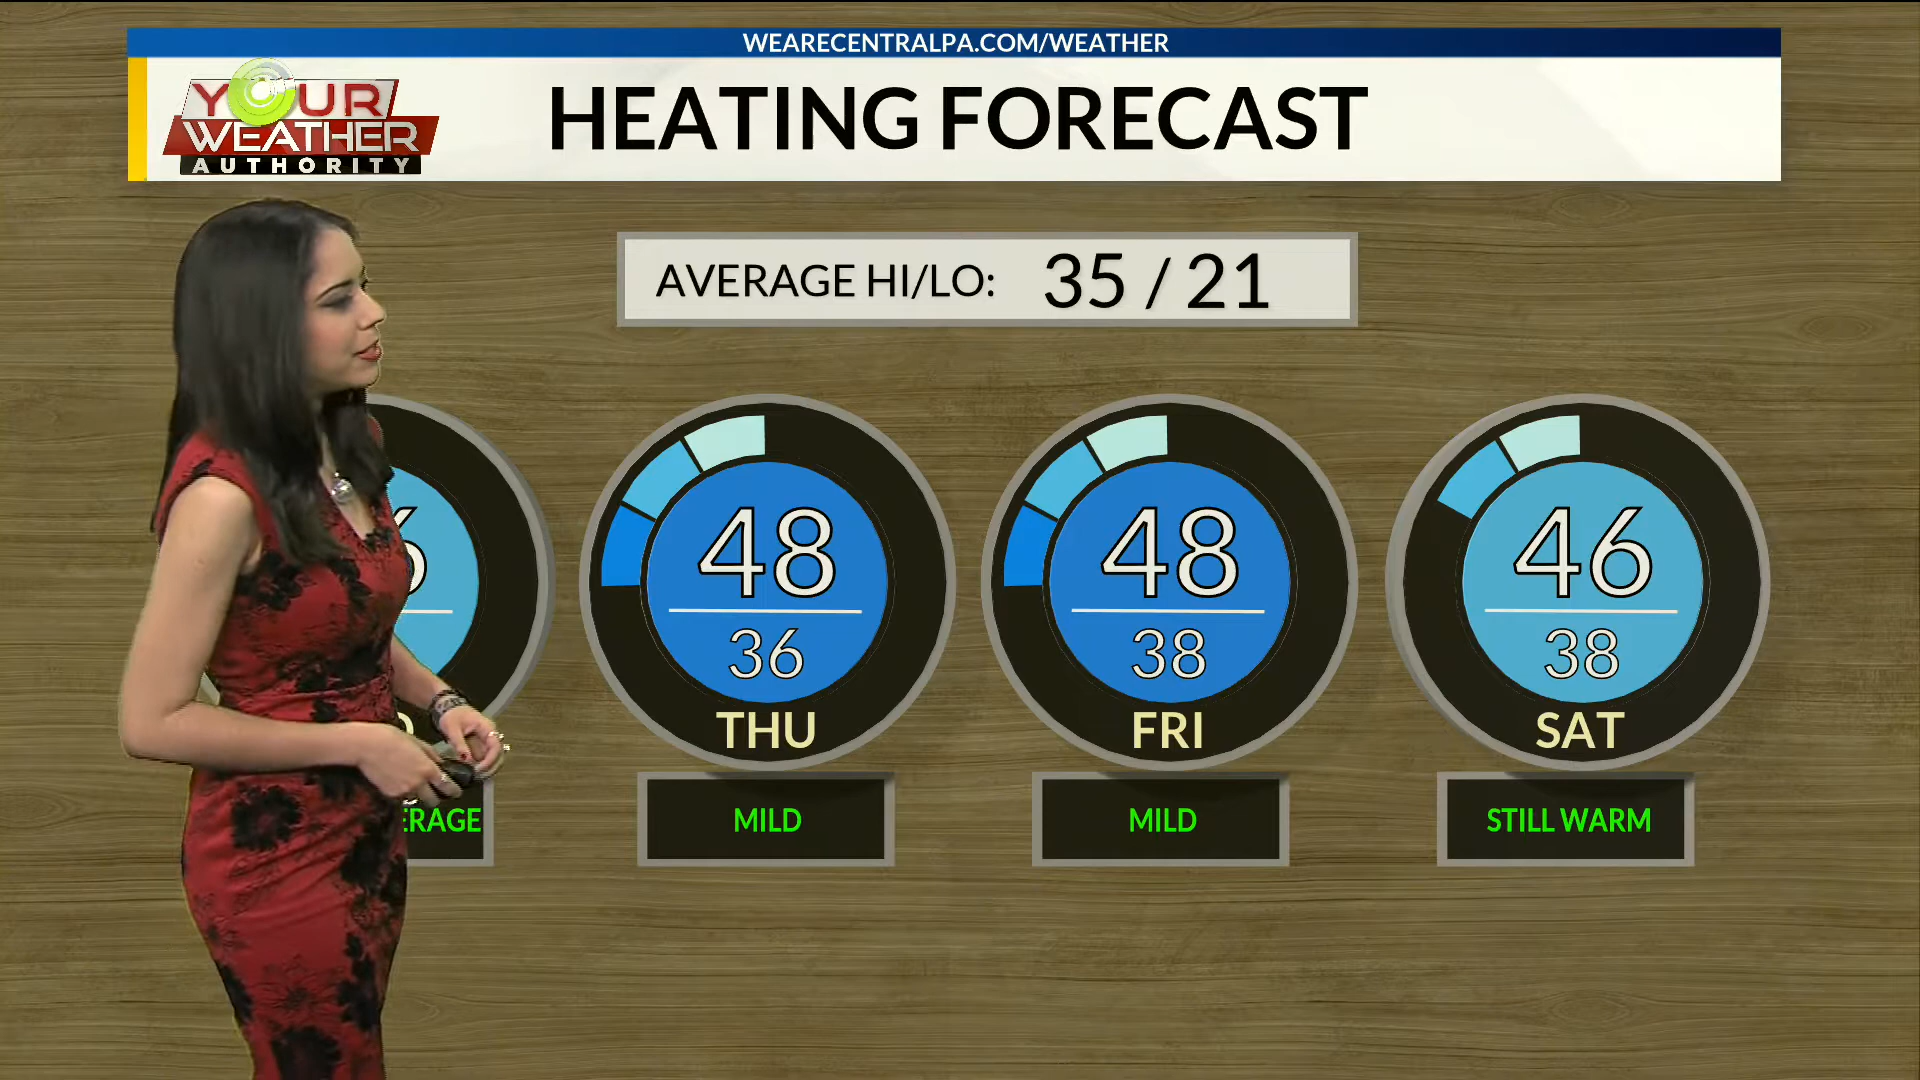 WEARECENTRALPA.COM/WEATHER
YOUR
WEATHER
AUTHORITY
HEATING FORECAST
AVERAGE HI/LO: 35 / 21
48 48 46
36 38 38
THU FRI SAT
MILD MILD STILL WARM